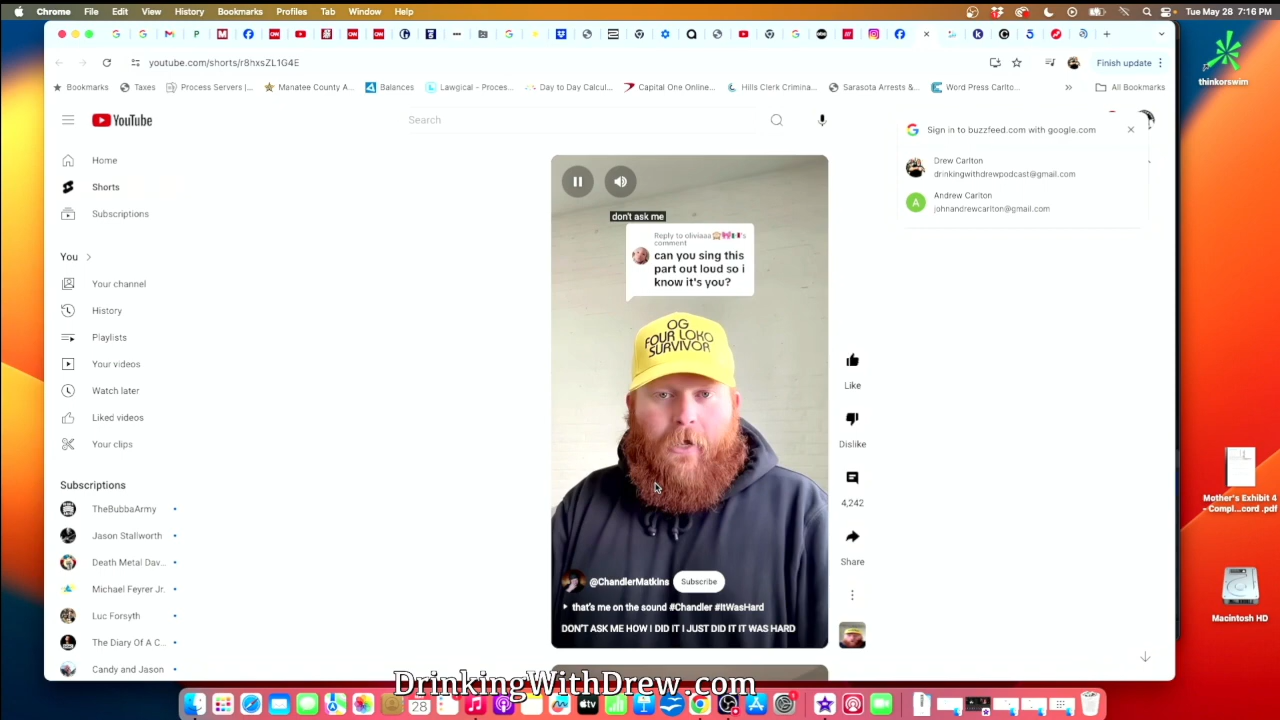 Chrome File Edit View History Bookmarks Profiles Tab Window Help
Tue May 28 7:16 PM
youtube.com/shorts/r8hxsZL1G4E
Finish update
Bookmarks Taxes Process Servers |... Manatee County A... Balances Lawgical - Proces... Day to Day Calcul... Capital One Online... Hills Clerk Crimina... Sarasota Arrests &... Word Press Carlto... » All Bookmarks
thinkorswim
YouTube
Search
Sign in to buzzfeed.com with google.com
Drew Carlton
drinkingwithdrewpodcast@gmail.com
Andrew Carlton
johnandrewcarlton@gmail.com
Home
Shorts
Subscriptions
You
Your channel
History
Playlists
Your videos
Watch later
Liked videos
Your clips
Subscriptions
TheBubbaArmy
Jason Stallworth
Death Metal Dav...
Michael Feyrer Jr.
Luc Forsyth
The Diary Of A C...
Candy and Jason
don't ask me
Reply to oliviaaa🙈🎀🇲🇽's
comment
can you sing this
part out loud so i
know it's you?
OG
FOUR LOKO
SURVIVOR
Like
Dislike
4,242
Share
@ChandlerMatkins Subscribe
that's me on the sound #Chandler #ItWasHard
DON'T ASK ME HOW I DID IT I JUST DID IT IT WAS HARD
Mother's Exhibit 4
- Compl...cord .pdf
Macintosh HD
DrinkingWithDrew.com
28
tv